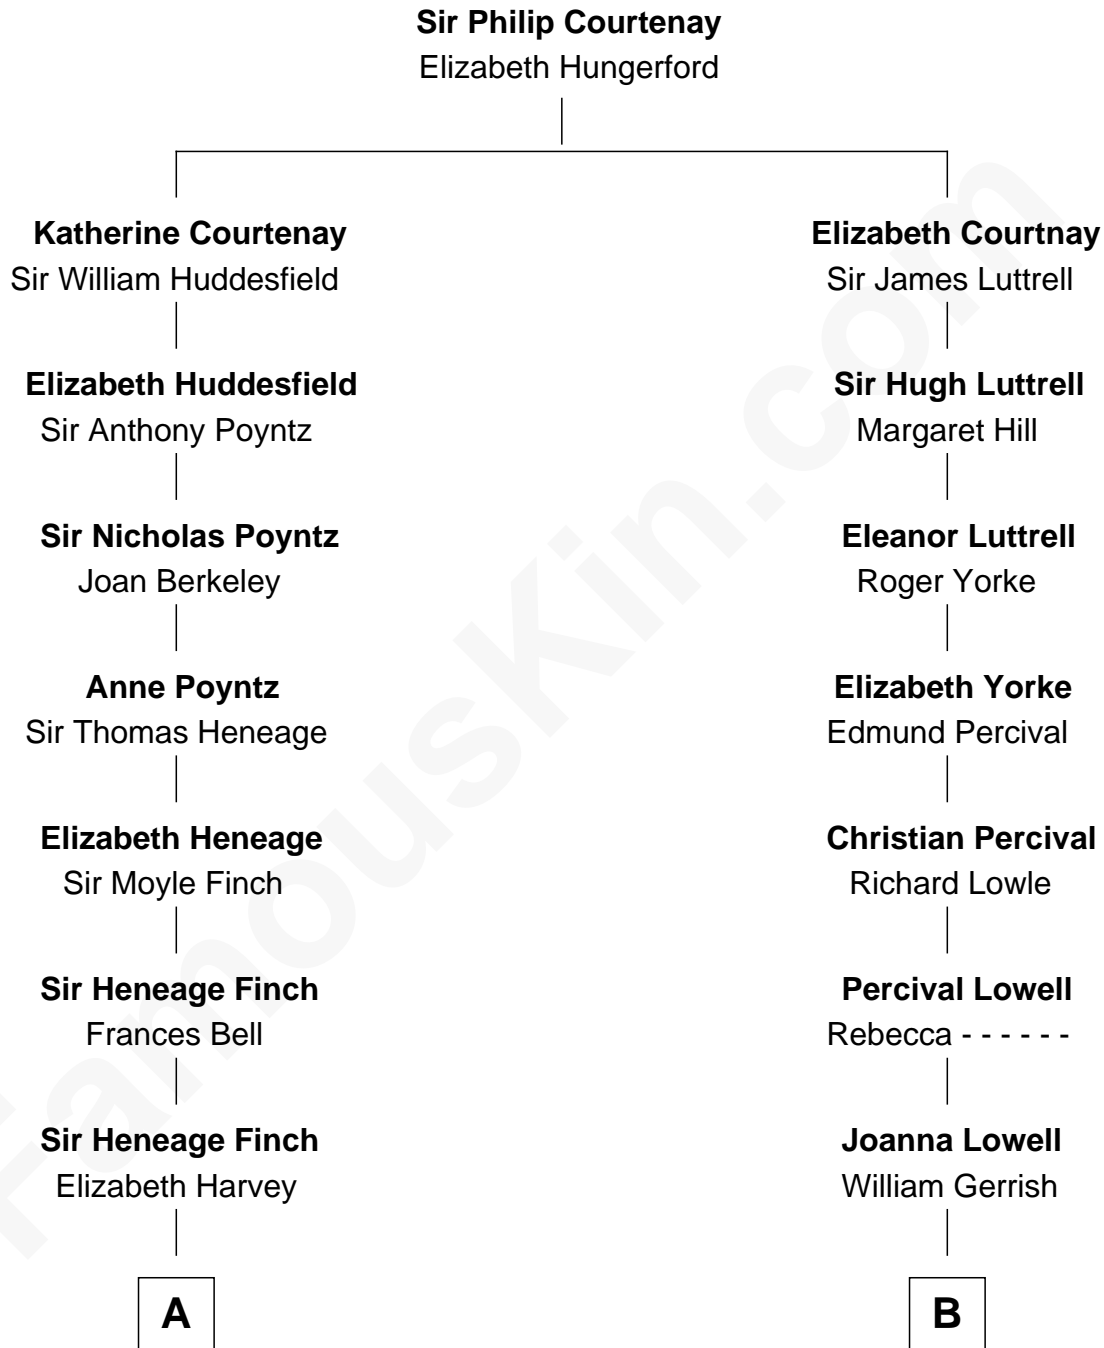 Sir Philip Courtenay
Elizabeth Hungerford
Katherine Courtenay
Sir William Huddesfield
Elizabeth Courtnay
Sir James Luttrell
Elizabeth Huddesfield
Sir Anthony Poyntz
Sir Hugh Luttrell
Margaret Hill
Sir Nicholas Poyntz
Joan Berkeley
Eleanor Luttrell
Roger Yorke
Anne Poyntz
Sir Thomas Heneage
Elizabeth Yorke
Edmund Percival
Elizabeth Heneage
Sir Moyle Finch
Christian Percival
Richard Lowle
Sir Heneage Finch
Frances Bell
Percival Lowell
Rebecca - - - - - -
Sir Heneage Finch
Elizabeth Harvey
Joanna Lowell
William Gerrish
A
B
FamousKin.com